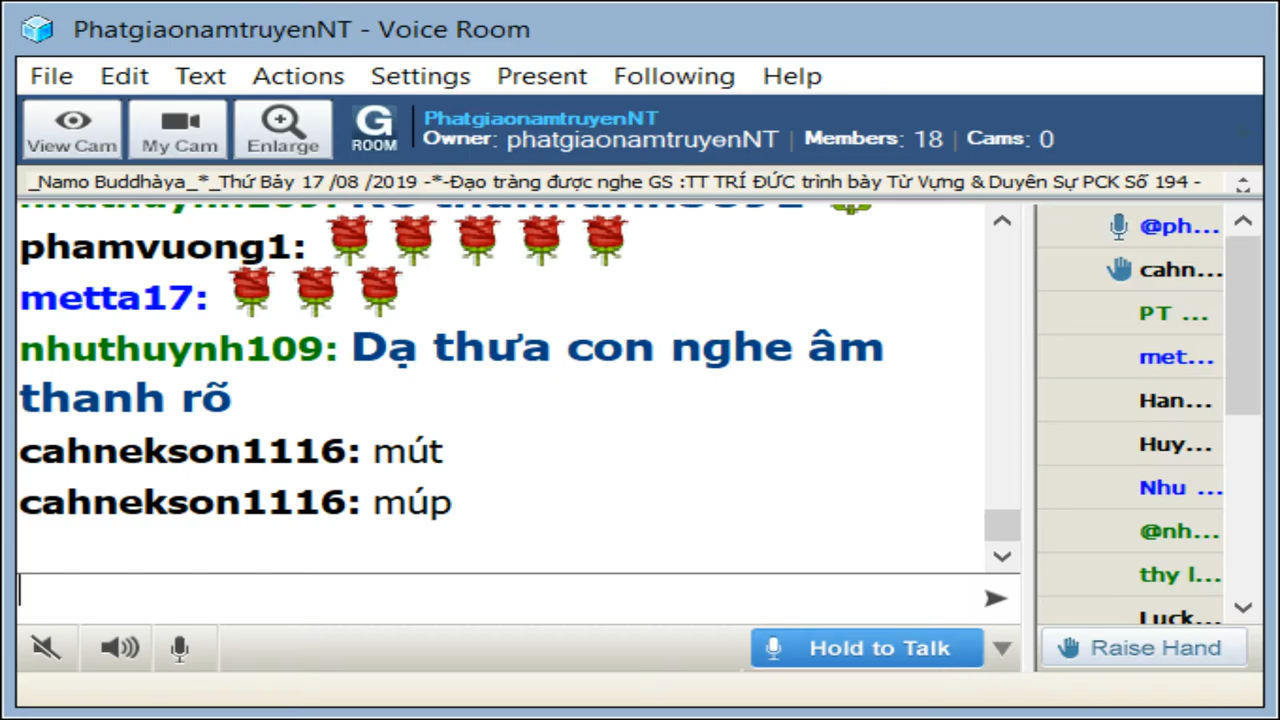 PhatgiaonamtruyenNT - Voice Room
File Edit Text Actions Settings Present Following Help
View Cam My Cam Enlarge G ROOM
PhatgiaonamtruyenNT
Owner: phatgiaonamtruyenNT | Members: 18 | Cams: 0
_Namo Buddhàya_*_Thứ Bảy 17 /08 /2019 -*-Đạo tràng được nghe GS :TT TRÍ ĐỨC trình bày Từ Vựng & Duyên Sự PCK Số 194 -
phamvuong1:
metta17:
nhuthuynh109: Dạ thưa con nghe âm
thanh rõ
cahnekson1116: mút
cahnekson1116: múp
@ph...
cahn...
PT ...
met...
Han...
Huy...
Nhu ...
@nh...
thy l...
Luck...
Hold to Talk
Raise Hand